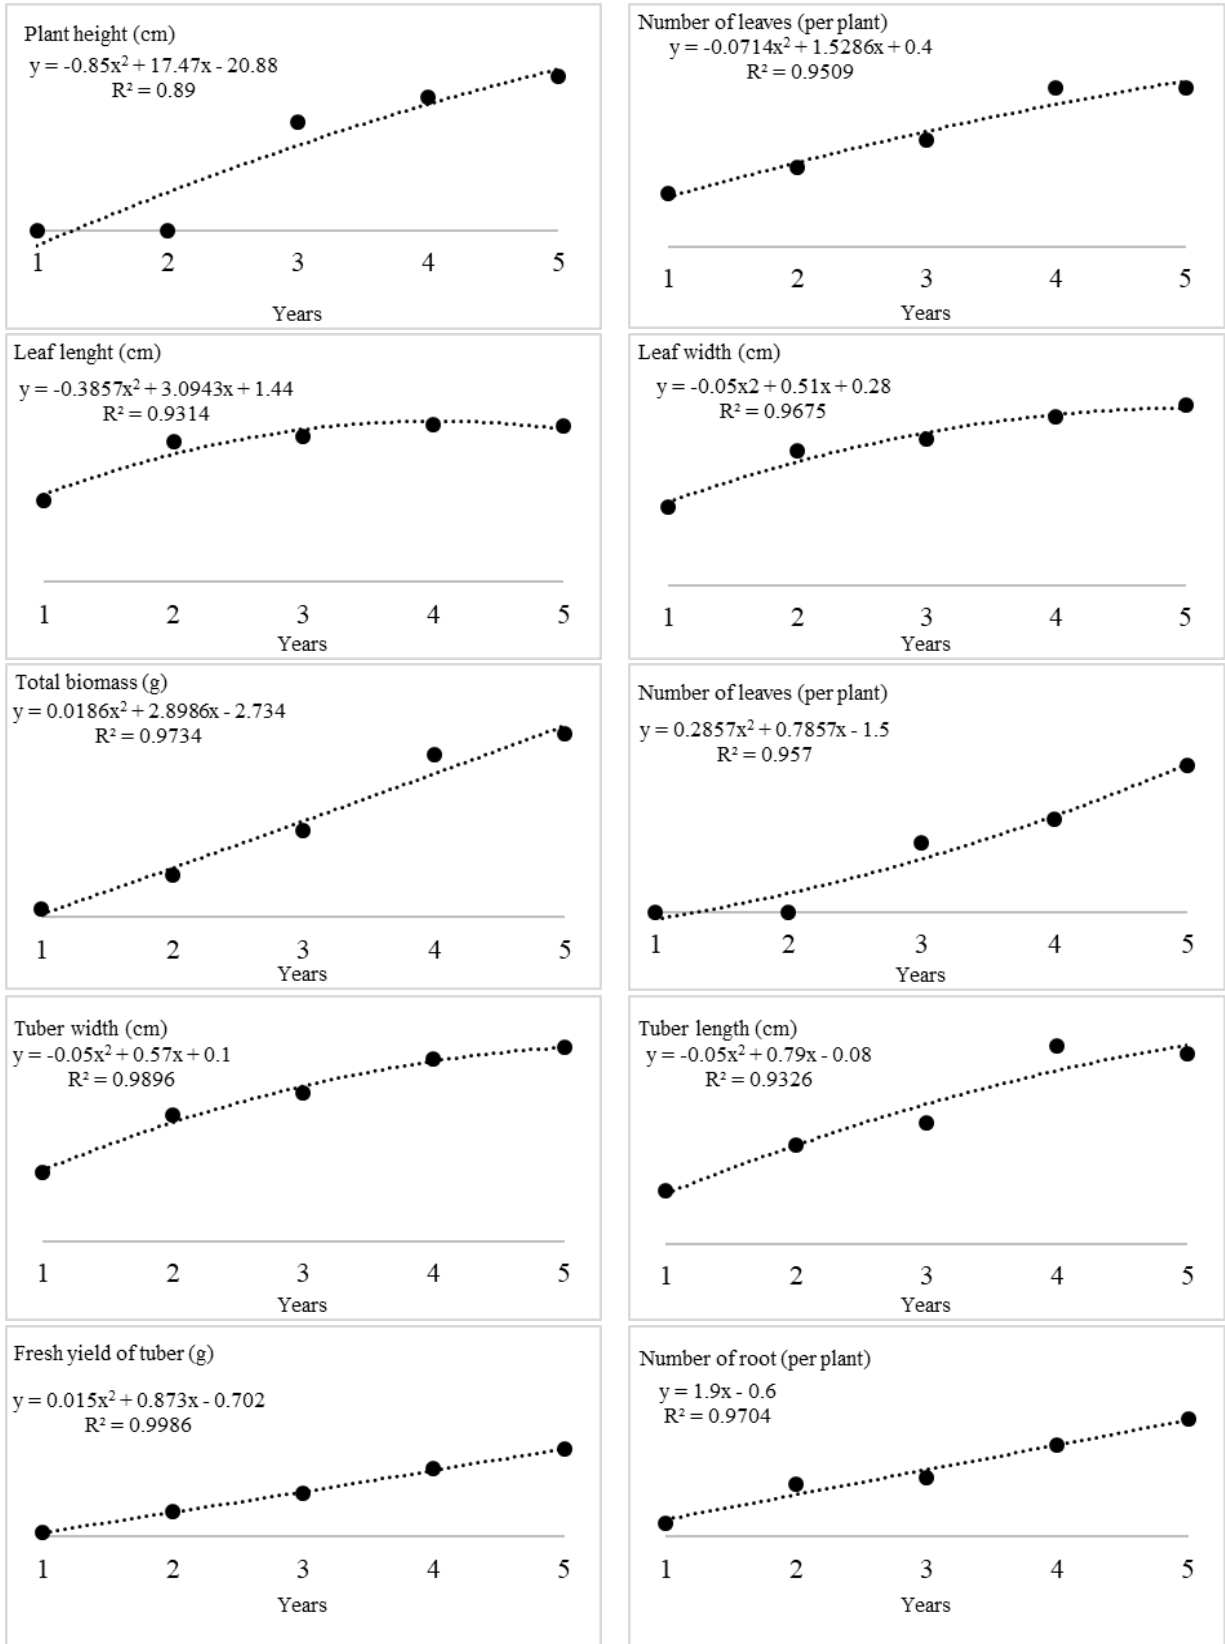 Plant height (cm)
y = -0.85x² + 17.47x - 20.88
R² = 0.89
1 2 3 4 5
Years
Number of leaves (per plant)
y = -0.0714x² + 1.5286x + 0.4
R² = 0.9509
1 2 3 4 5
Years
Leaf lenght (cm)
y = -0.3857x² + 3.0943x + 1.44
R² = 0.9314
1 2 3 4 5
Years
Leaf width (cm)
y = -0.05x2 + 0.51x + 0.28
R² = 0.9675
1 2 3 4 5
Years
Total biomass (g)
y = 0.0186x² + 2.8986x - 2.734
R² = 0.9734
1 2 3 4 5
Years
Number of leaves (per plant)
y = 0.2857x² + 0.7857x - 1.5
R² = 0.957
1 2 3 4 5
Years
Tuber width (cm)
y = -0.05x² + 0.57x + 0.1
R² = 0.9896
1 2 3 4 5
Years
Tuber length (cm)
y = -0.05x² + 0.79x - 0.08
R² = 0.9326
1 2 3 4 5
Years
Fresh yield of tuber (g)
y = 0.015x² + 0.873x - 0.702
R² = 0.9986
1 2 3 4 5
Years
Number of root (per plant)
y = 1.9x - 0.6
R² = 0.9704
1 2 3 4 5
Years